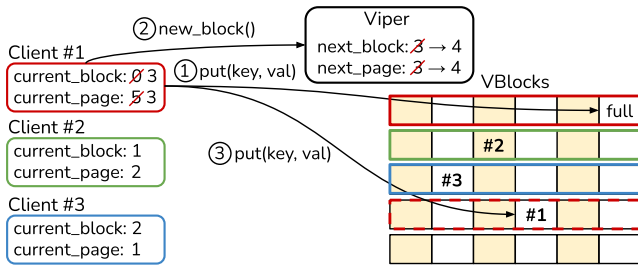 ② new_block()
Viper
next_block: 3 → 4
next_page: 3 → 4
Client #1
current_block: 0 3
current_page: 5 3
① put(key, val)
VBlocks
full
Client #2
current_block: 1
current_page: 2
#2
③ put(key, val)
#3
Client #3
current_block: 2
current_page: 1
#1